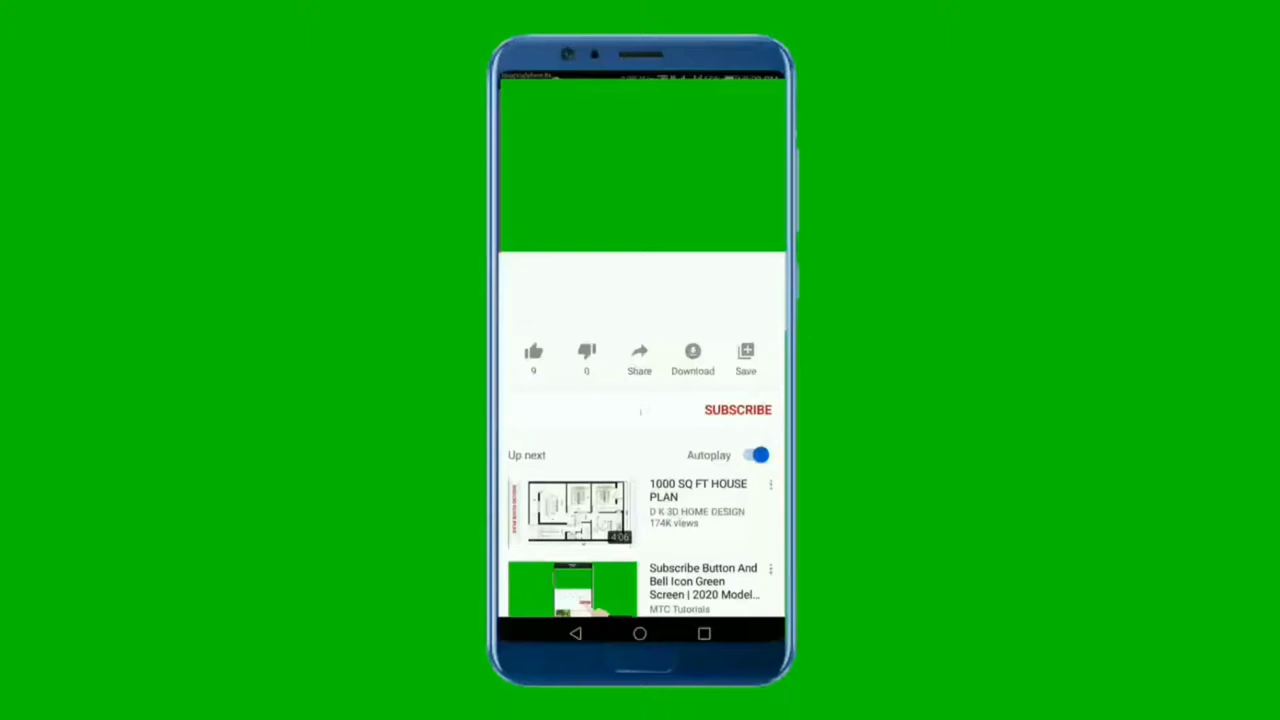 9
0
Share
Download
Save
SUBSCRIBE
Up next
Autoplay
1000 SQ FT HOUSE
PLAN
D K 3D HOME DESIGN
174K views
4:06
Subscribe Button And
Bell Icon Green
Screen | 2020 Model...
MTC Tutorials